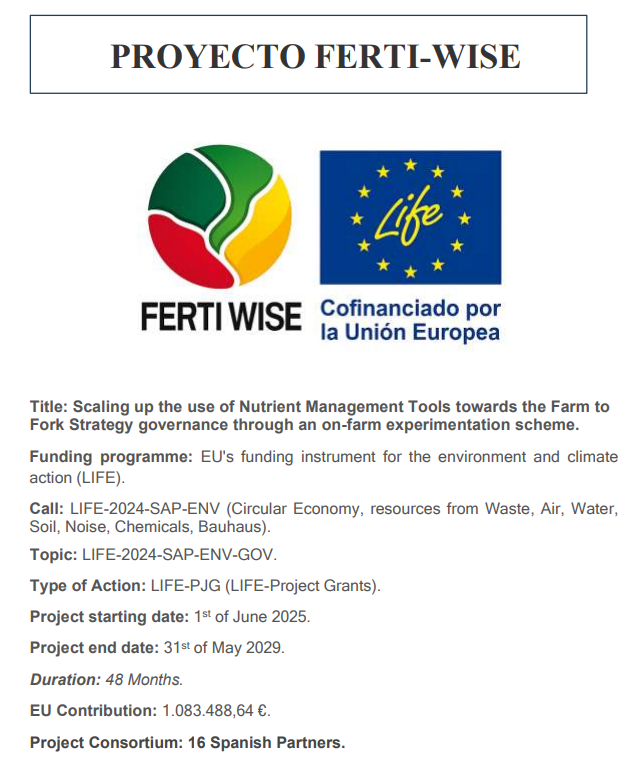 PROYECTO FERTI-WISE
Life
FERTI WISE
Cofinanciado por
la Unión Europea
Title: Scaling up the use of Nutrient Management Tools towards the Farm to
Fork Strategy governance through an on-farm experimentation scheme.
Funding programme: EU's funding instrument for the environment and climate
action (LIFE).
Call: LIFE-2024-SAP-ENV (Circular Economy, resources from Waste, Air, Water,
Soil, Noise, Chemicals, Bauhaus).
Topic: LIFE-2024-SAP-ENV-GOV.
Type of Action: LIFE-PJG (LIFE-Project Grants).
Project starting date: 1st of June 2025.
Project end date: 31st of May 2029.
Duration: 48 Months.
EU Contribution: 1.083.488,64 €.
Project Consortium: 16 Spanish Partners.